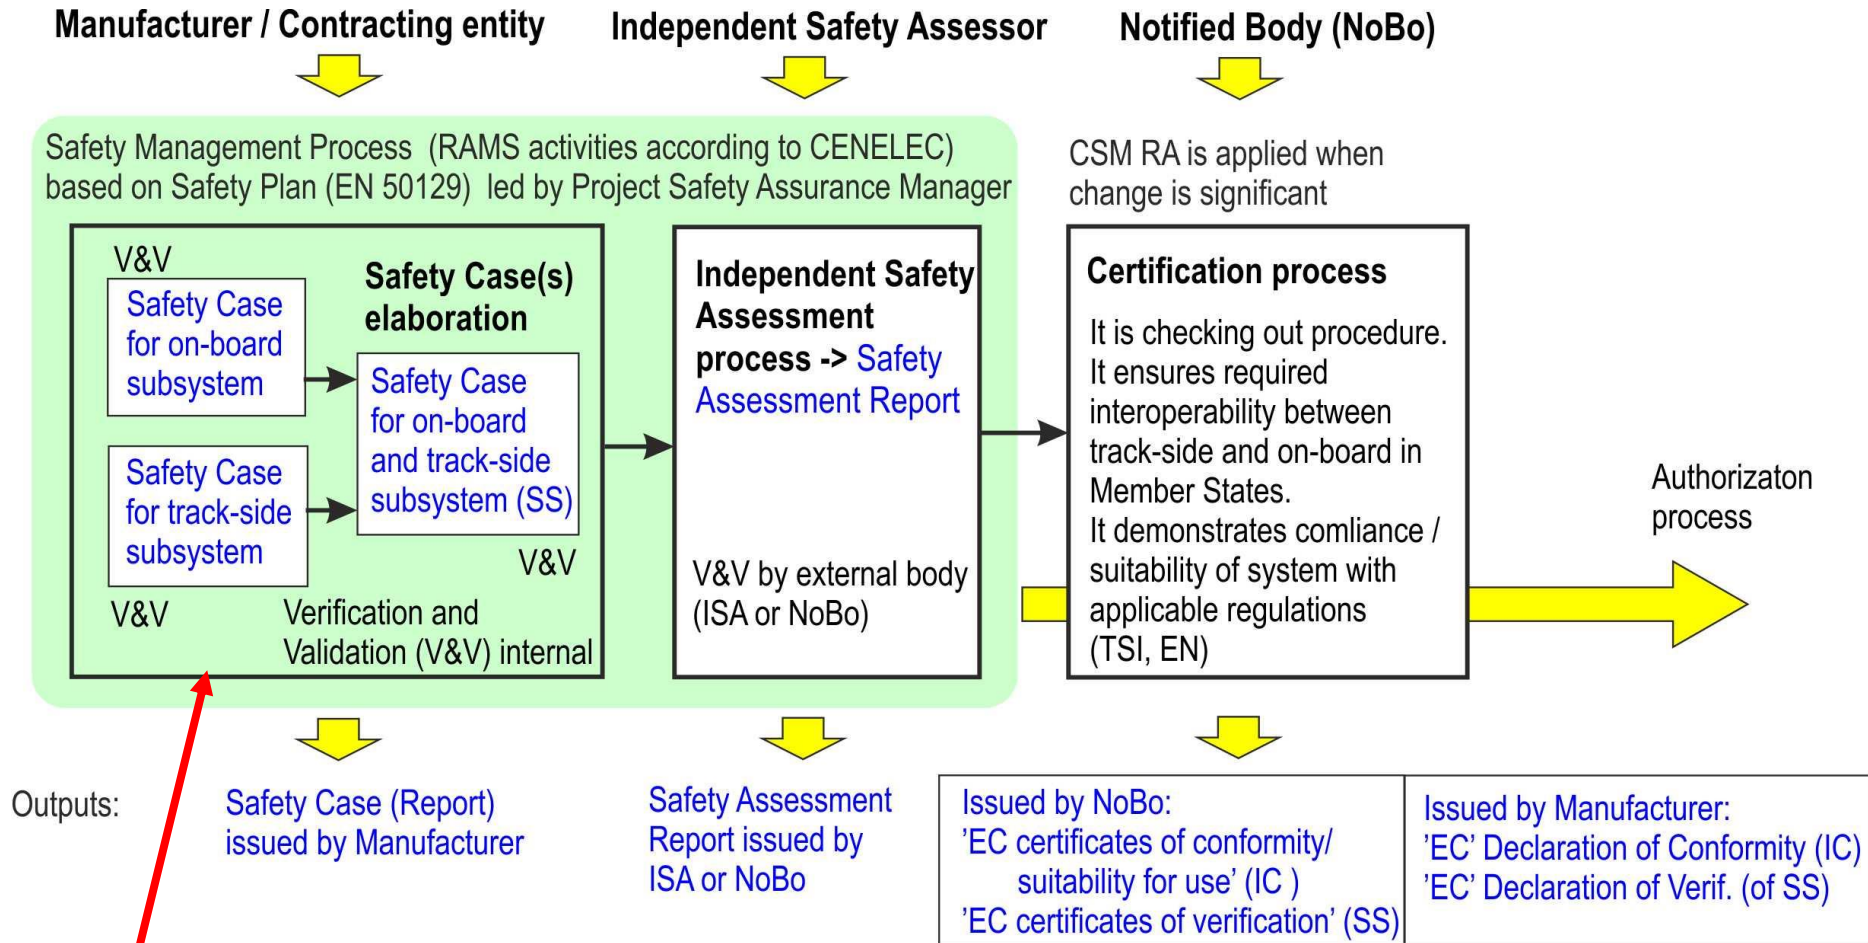 Manufacturer / Contracting entity
Independent Safety Assessor
Notified Body (NoBo)
Safety Management Process (RAMS activities according to CENELEC)
based on Safety Plan (EN 50129) led by Project Safety Assurance Manager
CSM RA is applied when
change is significant
V&V
Safety Case
for on-board
subsystem
Safety Case(s)
elaboration
Safety Case
for on-board
and track-side
subsystem (SS)
Safety Case
for track-side
subsystem
V&V
V&V
Verification and
Validation (V&V) internal
Independent Safety
Assessment
process -> Safety
Assessment Report
V&V by external body
(ISA or NoBo)
Certification process
It is checking out procedure.
It ensures required
interoperability between
track-side and on-board in
Member States.
It demonstrates comliance /
suitability of system with
applicable regulations
(TSI, EN)
Authorizaton
process
Outputs:
Safety Case (Report)
issued by Manufacturer
Safety Assessment
Report issued by
ISA or NoBo
Issued by NoBo:
’EC certificates of conformity/
suitability for use’ (IC )
’EC certificates of verification’ (SS)
Issued by Manufacturer:
’EC’ Declaration of Conformity (IC)
’EC’ Declaration of Verif. (of SS)